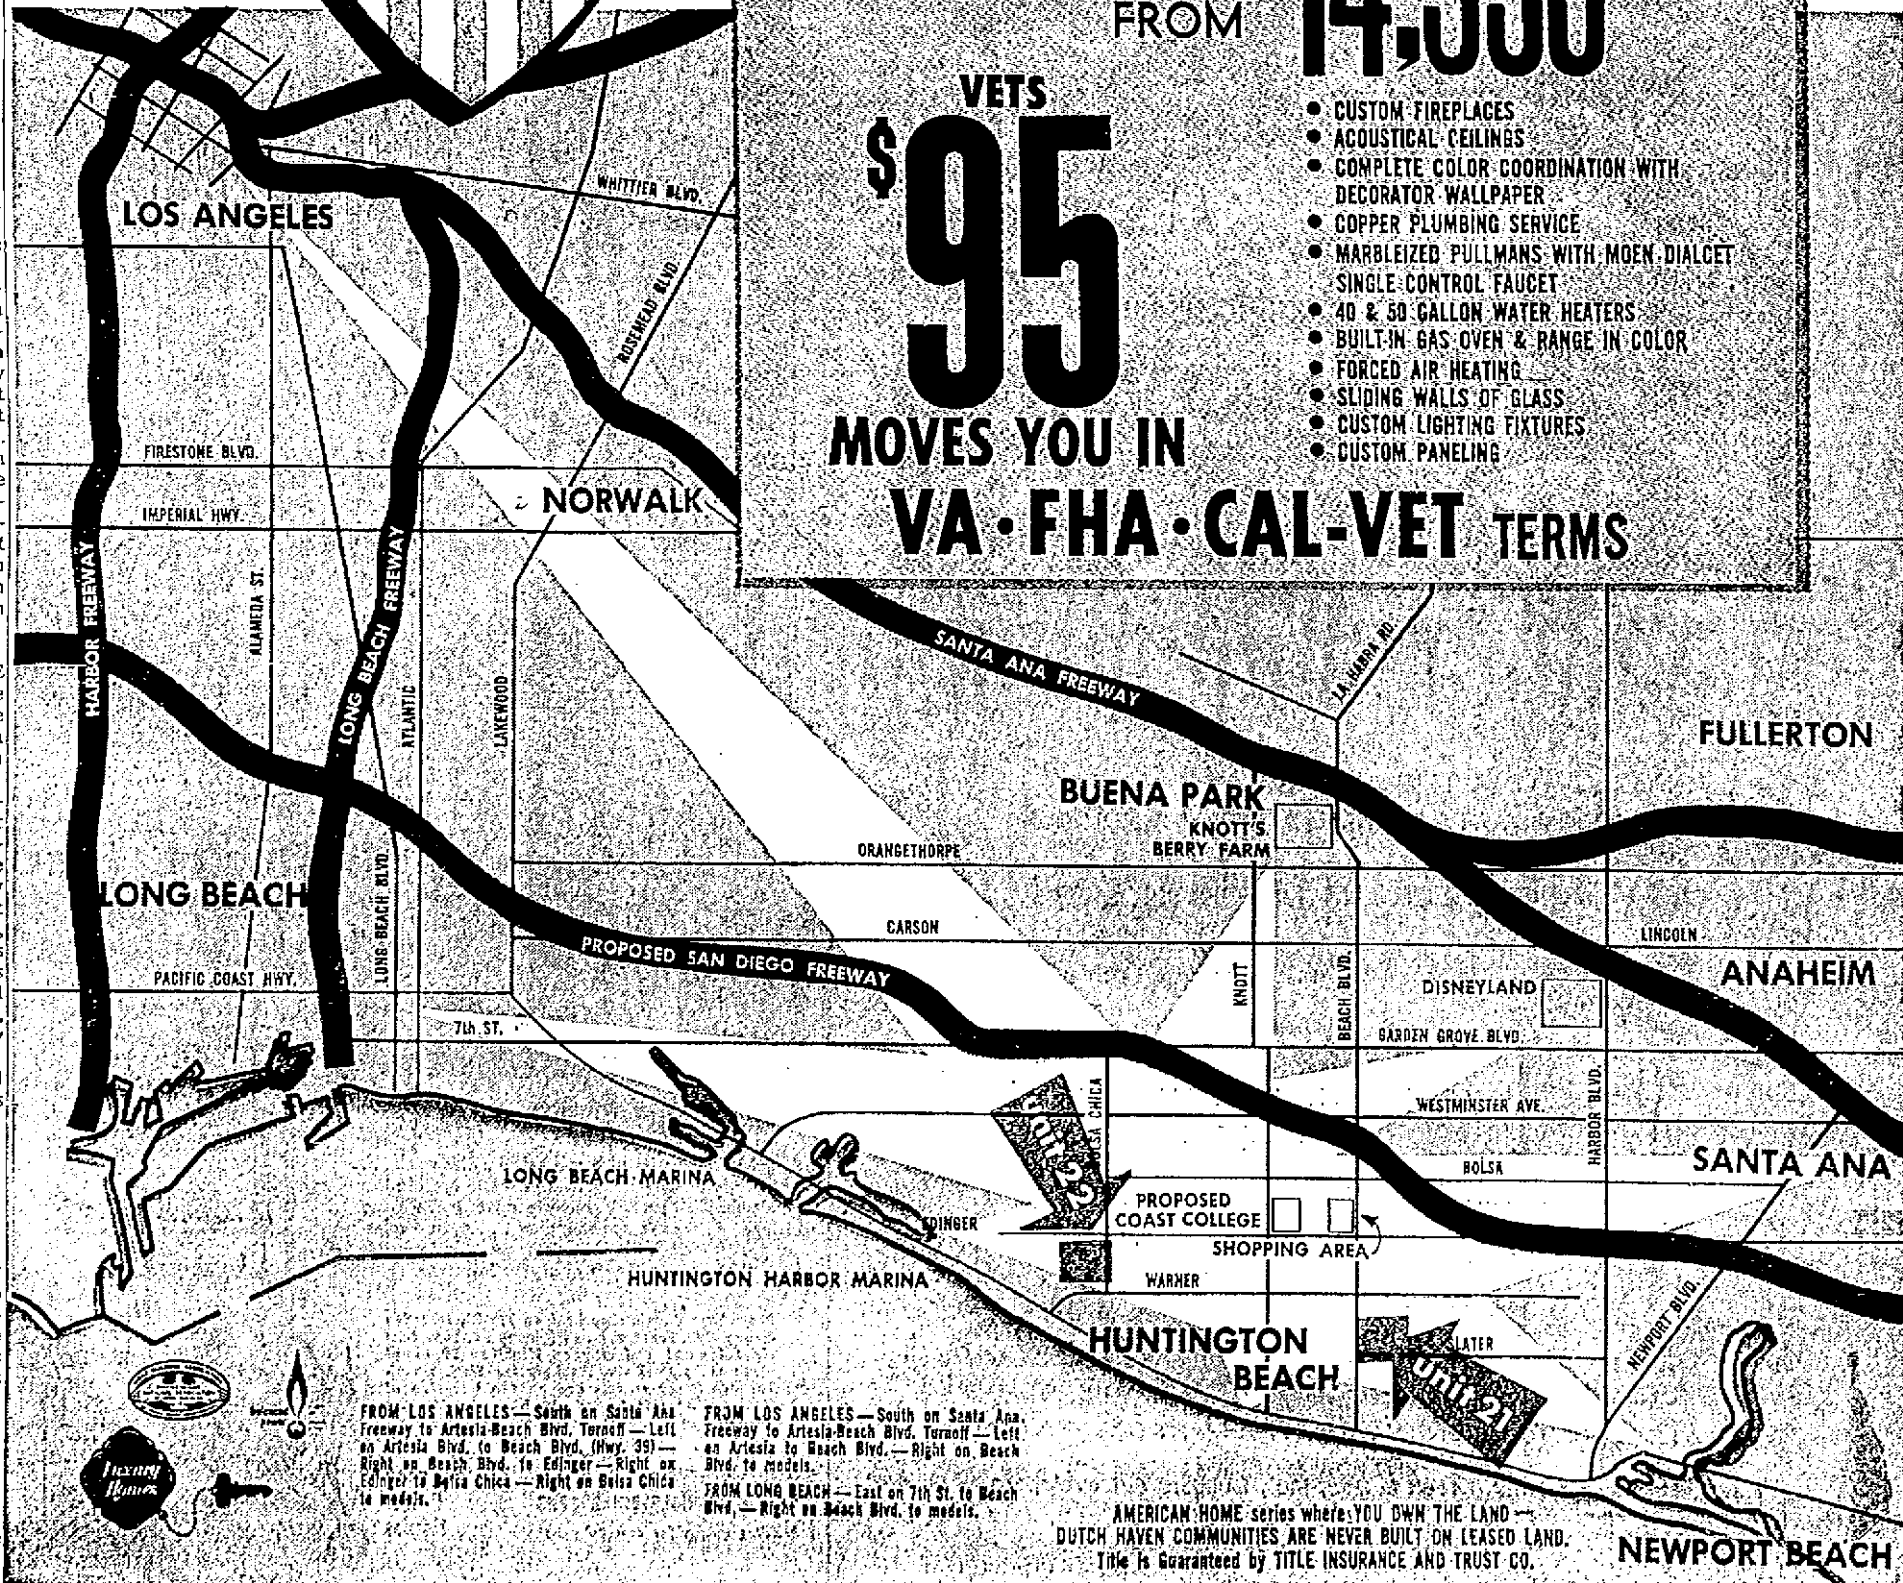 FROM
VETS
$95
MOVES YOU IN
VA • FHA • CAL-VET TERMS
• CUSTOM FIREPLACES
• ACOUSTICAL CEILINGS
• COMPLETE COLOR COORDINATION WITH
DECORATOR WALLPAPER
• COPPER PLUMBING SERVICE
• MARBLEIZED PULLMANS WITH MOEN DIALCET
SINGLE CONTROL FAUCET
• 40 & 50 GALLON WATER HEATERS
• BUILT-IN GAS OVEN & RANGE IN COLOR
• FORCED AIR HEATING
• SLIDING WALLS OF GLASS
• CUSTOM LIGHTING FIXTURES
• CUSTOM PANELING
WHITTIER BLVD.
LOS ANGELES
ROSEMEAD BLVD.
FIRESTONE BLVD.
NORWALK
IMPERIAL HWY.
HARBOR FREEWAY
ALAMEDA ST.
LONG BEACH FREEWAY
ATLANTIC
LAKEWOOD
SANTA ANA FREEWAY
LA HABRA RD.
FULLERTON
BUENA PARK
KNOTT'S
BERRY FARM
ORANGETHORPE
LONG BEACH
LONG BEACH BLVD.
CARSON
LINCOLN
PROPOSED SAN DIEGO FREEWAY
PACIFIC COAST HWY.
KNOTT
BEACH BLVD.
DISNEYLAND
ANAHEIM
7th ST.
GARDEN GROVE BLVD.
BOLSA CHICA
WESTMINSTER AVE.
HARBOR BLVD.
Unit 22
BOLSA
SANTA ANA
LONG BEACH MARINA
PROPOSED
COAST COLLEGE
EDINGER
SHOPPING AREA
HUNTINGTON HARBOR MARINA
WARNER
HUNTINGTON
BEACH
SLATER
NEWPORT BLVD.
Unit 21
Luxury
Homes
FROM LOS ANGELES — South on Santa Ana
Freeway to Artesia-Beach Blvd. Turnoff — Left
on Artesia Blvd. to Beach Blvd. (Hwy. 39) —
Right on Beach Blvd. to Edinger — Right on
Edinger to Bolsa Chica — Right on Bolsa Chica
to models.
FROM LOS ANGELES — South on Santa Ana.
Freeway to Artesia-Beach Blvd. Turnoff — Left
on Artesia to Beach Blvd. — Right on Beach
Blvd. to models.
FROM LONG BEACH — East on 7th St. to Beach
Blvd. — Right on Beach Blvd. to models.
AMERICAN HOME series where YOU OWN THE LAND —
DUTCH HAVEN COMMUNITIES ARE NEVER BUILT ON LEASED LAND.
Title is Guaranteed by TITLE INSURANCE AND TRUST CO.
NEWPORT BEACH